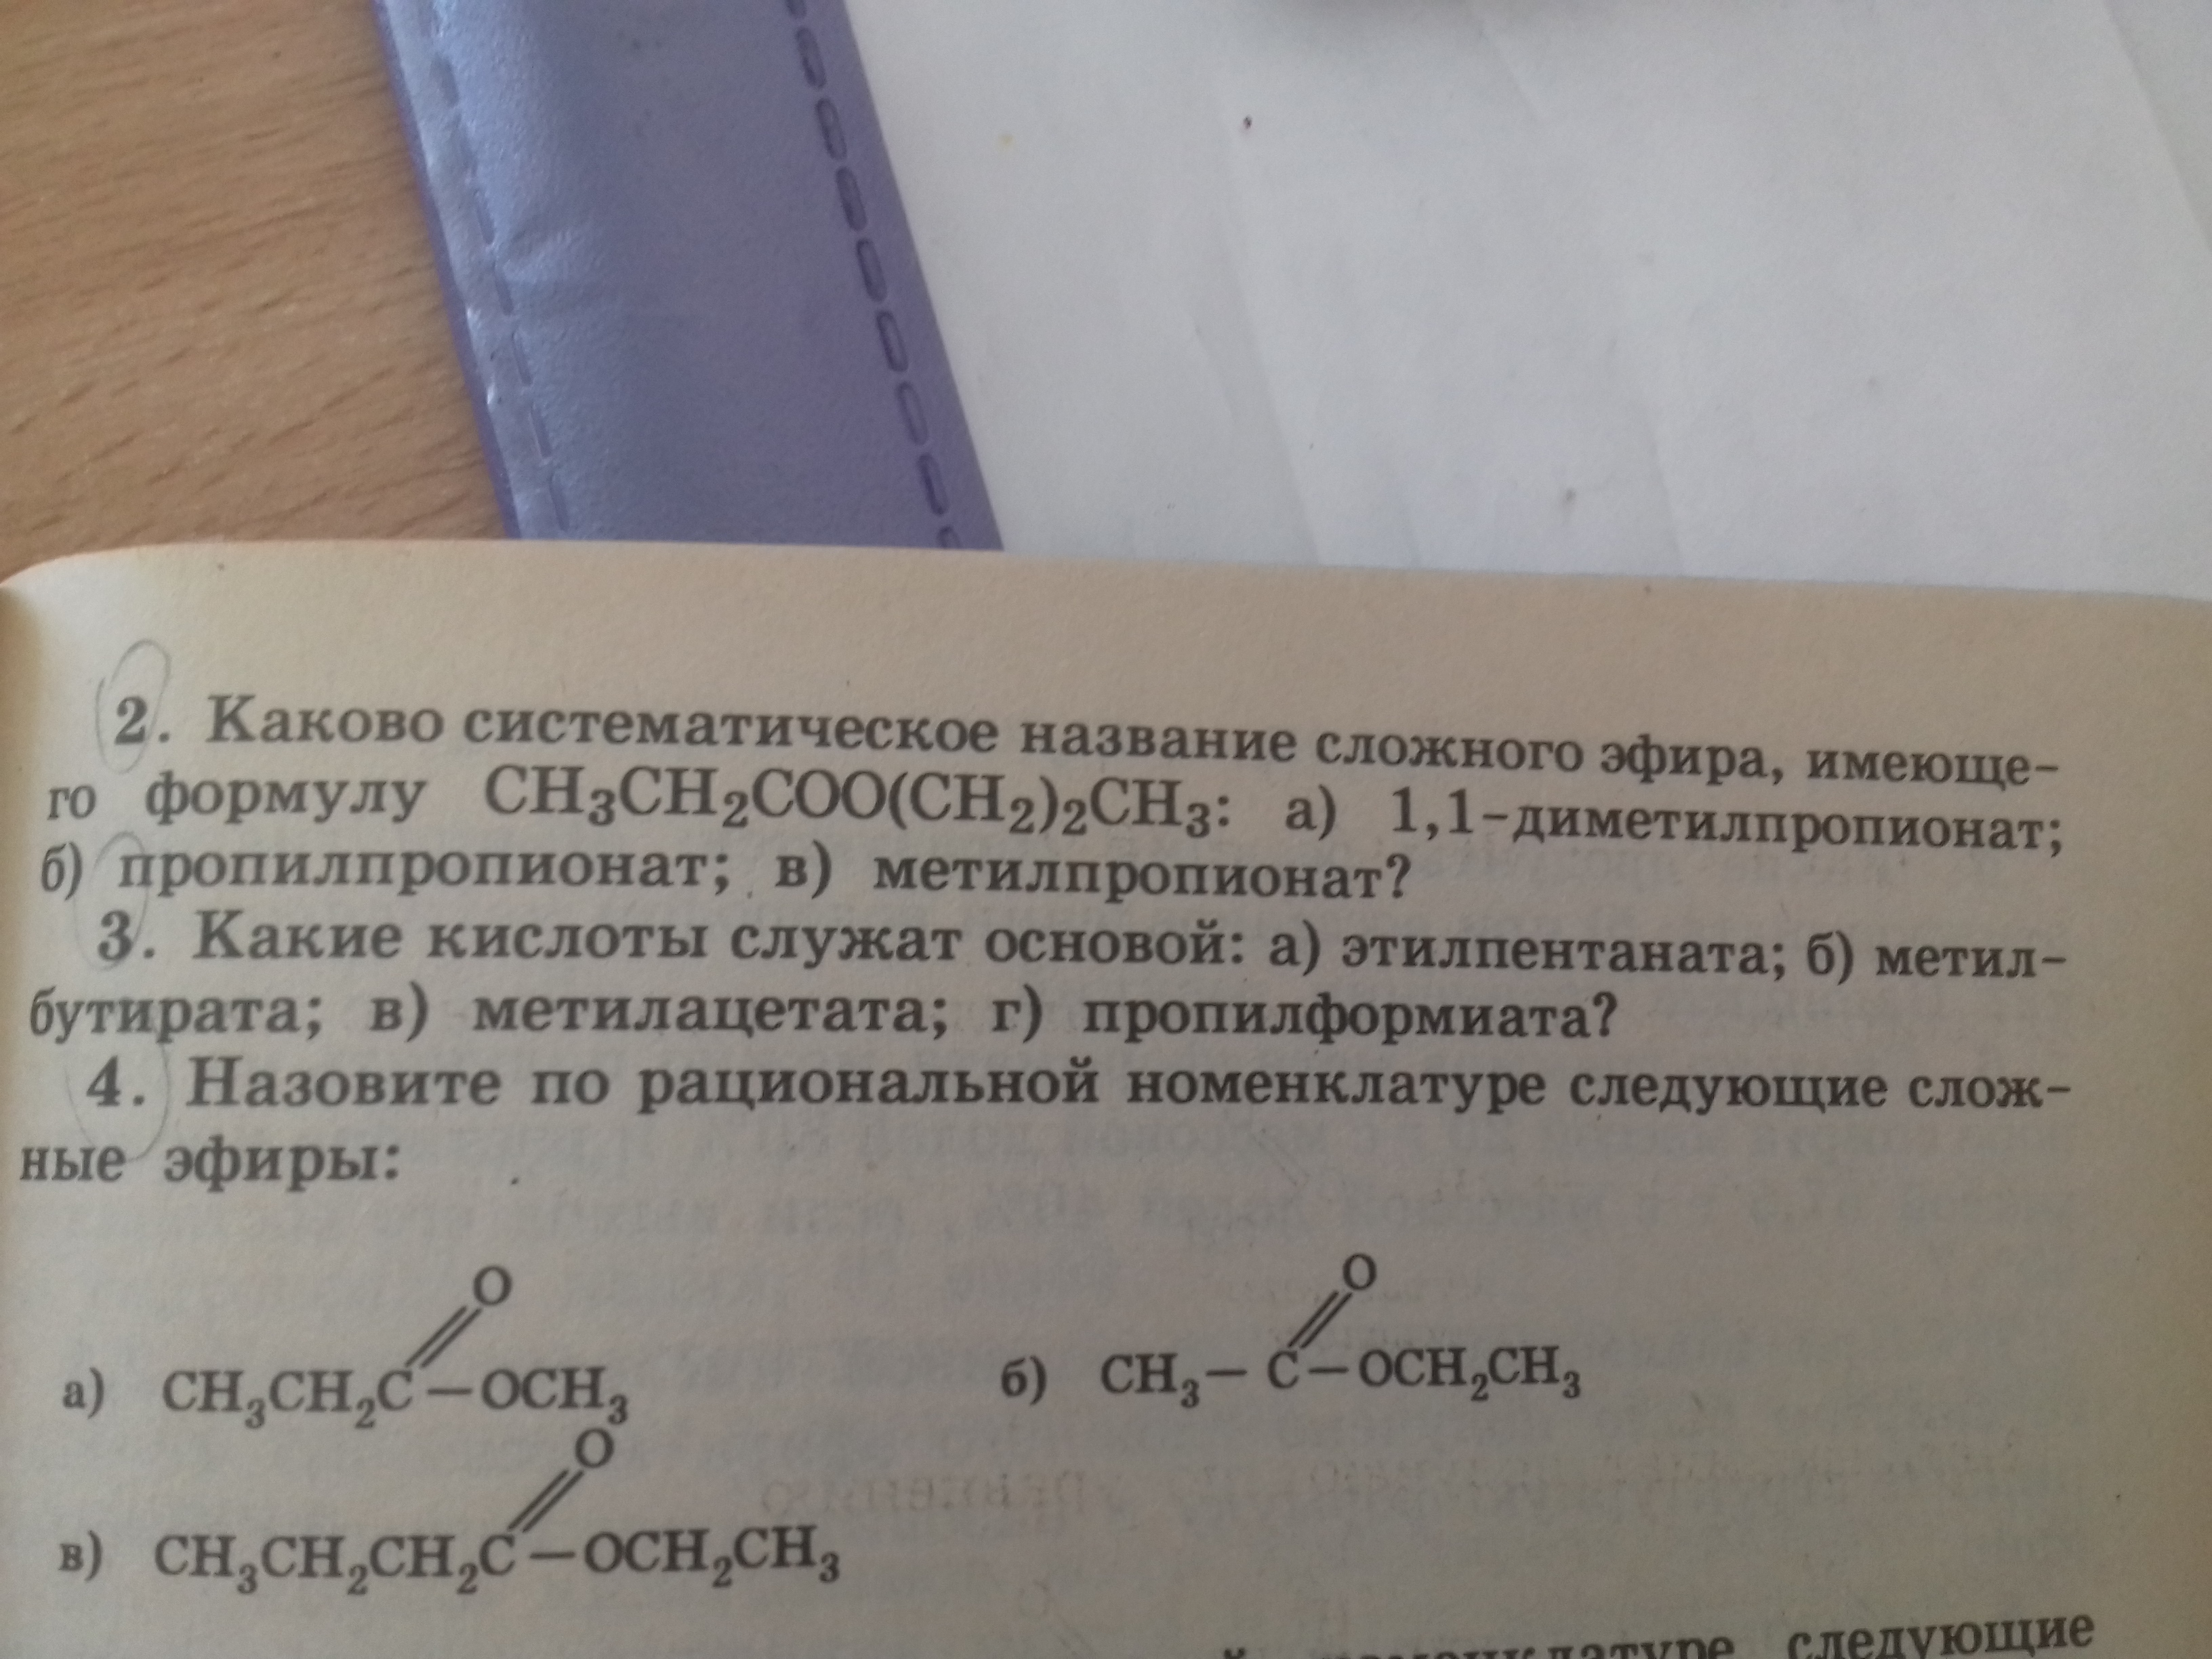 2. Каково систематическое название сложного эфира, имеюще-
го формулу CH₃CH₂COO(CH₂)₂CH₃: а) 1,1-диметилпропионат;
б) пропилпропионат; в) метилпропионат?
3. Какие кислоты служат основой: а) этилпентаната; б) метил-
бутирата; в) метилацетата; г) пропилформиата?
4. Назовите по рациональной номенклатуре следующие слож-
ные эфиры:
O
а) CH₃CH₂C—OCH₃
O
б) CH₃—C—OCH₂CH₃
O
в) CH₃CH₂CH₂C—OCH₂CH₃
следующие